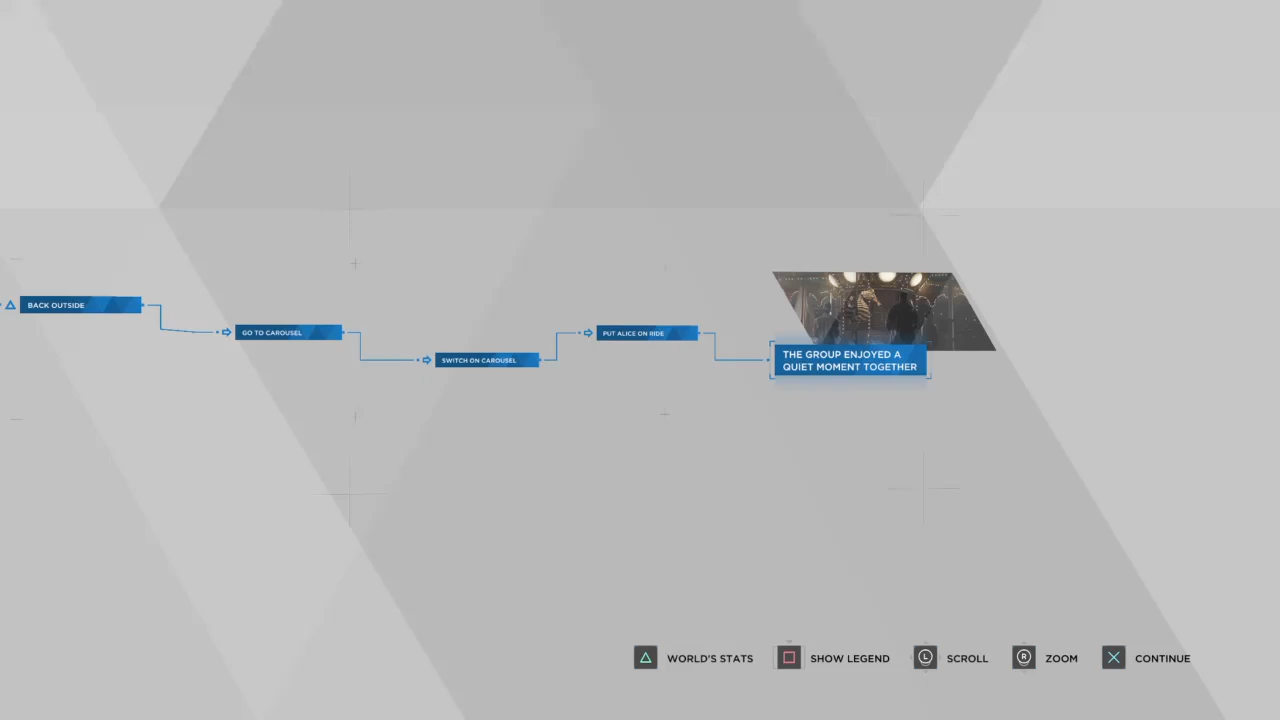 BACK OUTSIDE
GO TO CAROUSEL
SWITCH ON CAROUSEL
PUT ALICE ON RIDE
THE GROUP ENJOYED A
QUIET MOMENT TOGETHER
WORLD'S STATS
SHOW LEGEND
L SCROLL
R ZOOM
CONTINUE